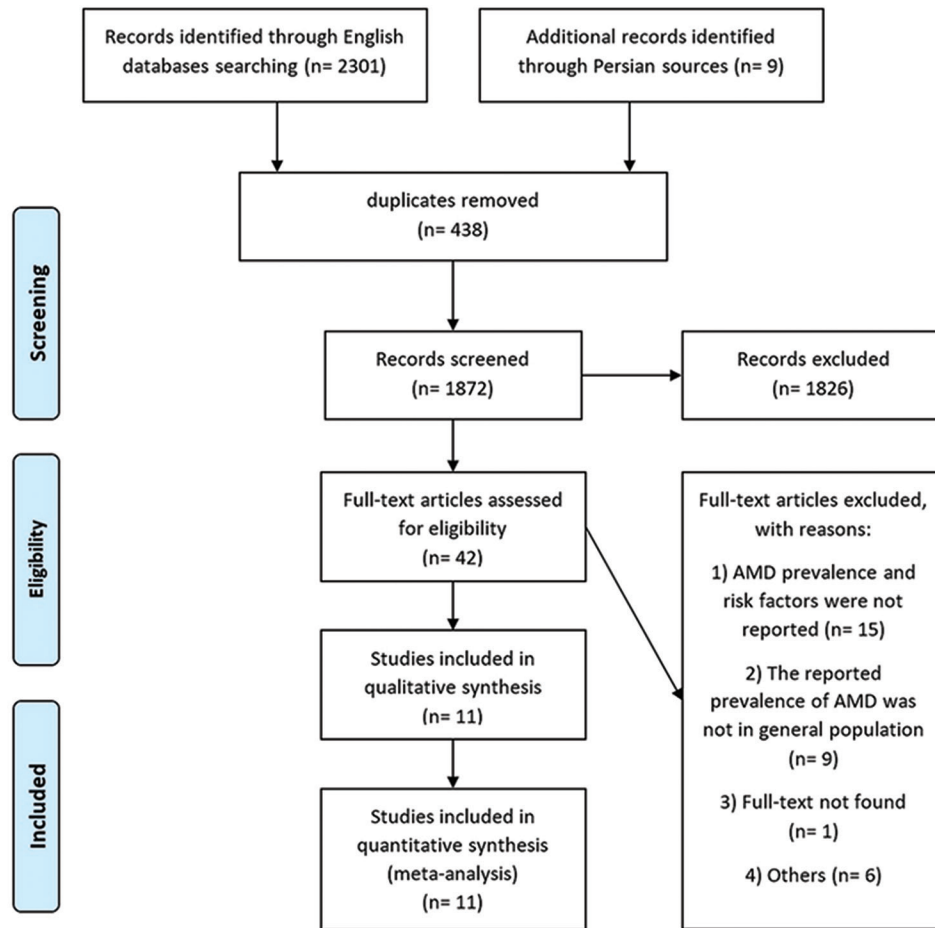 Records identified through English
databases searching (n= 2301)
Additional records identified
through Persian sources (n= 9)
duplicates removed
(n= 438)
Screening
Records screened
(n= 1872)
Records excluded
(n= 1826)
Eligibility
Full-text articles assessed
for eligibility
(n= 42)
Full-text articles excluded,
with reasons:
1) AMD prevalence and
risk factors were not
reported (n= 15)
2) The reported
prevalence of AMD was
not in general population
(n= 9)
3) Full-text not found
(n= 1)
4) Others (n= 6)
Studies included in
qualitative synthesis
(n= 11)
Included
Studies included in
quantitative synthesis
(meta-analysis)
(n= 11)